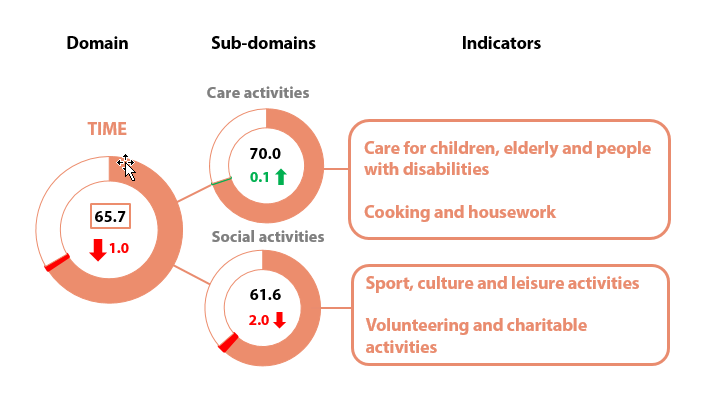 Domain
Sub-domains
Indicators
Care activities
TIME
70.0
0.1
Care for children, elderly and people
with disabilities
Cooking and housework
65.7
1.0
Social activities
61.6
2.0
Sport, culture and leisure activities
Volunteering and charitable
activities